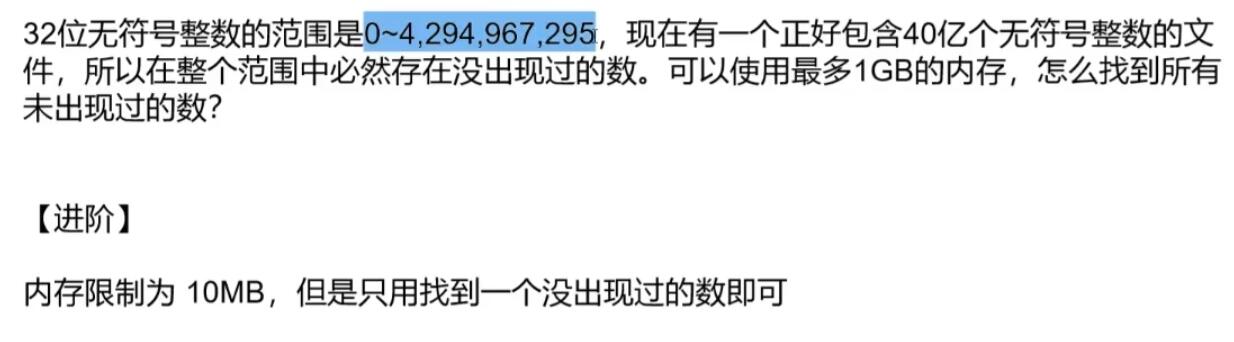 32位无符号整数的范围是0~4,294,967,295，现在有一个正好包含40亿个无符号整数的文
件，所以在整个范围中必然存在没出现过的数。可以使用最多1GB的内存，怎么找到所有
未出现过的数？
【进阶】
内存限制为 10MB，但是只用找到一个没出现过的数即可